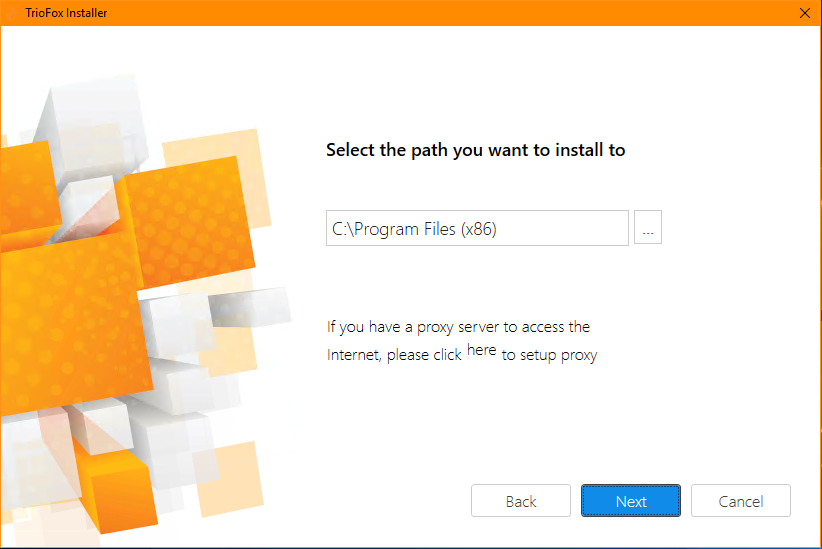 TrioFox Installer
Select the path you want to install to
C:\Program Files (x86)
...
If you have a proxy server to access the
Internet, please click here to setup proxy
Back Next Cancel